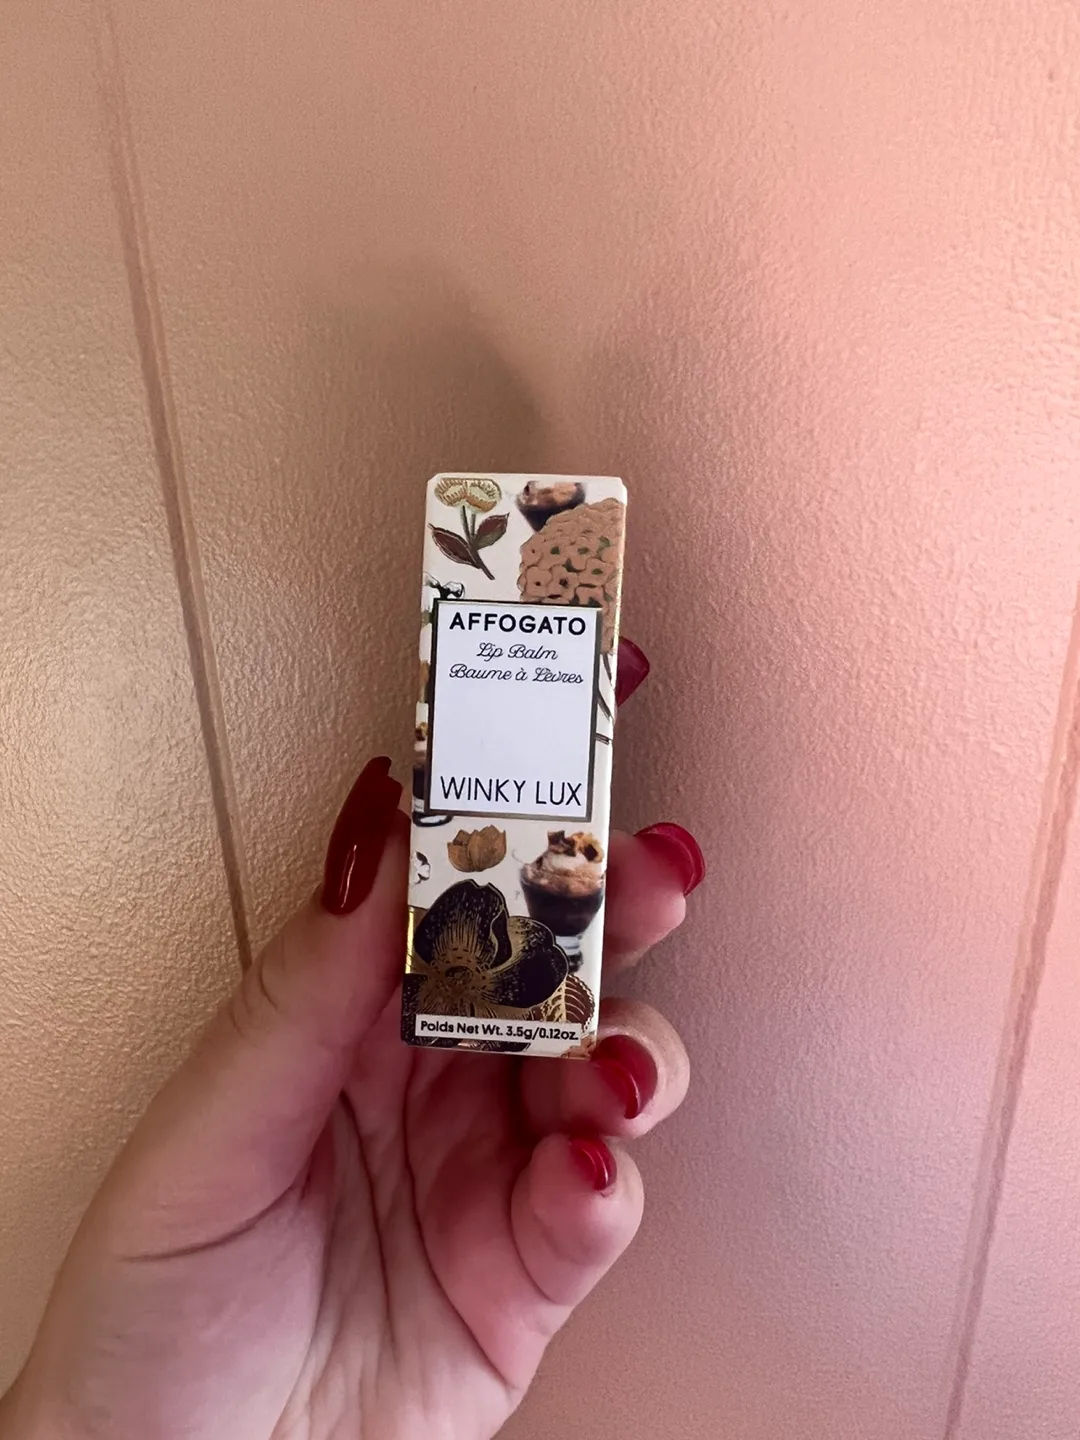 AFFOGATO
Lip Balm
Baume à Lèvres
WINKY LUX
Poids Net Wt. 3.5g/0.12oz.